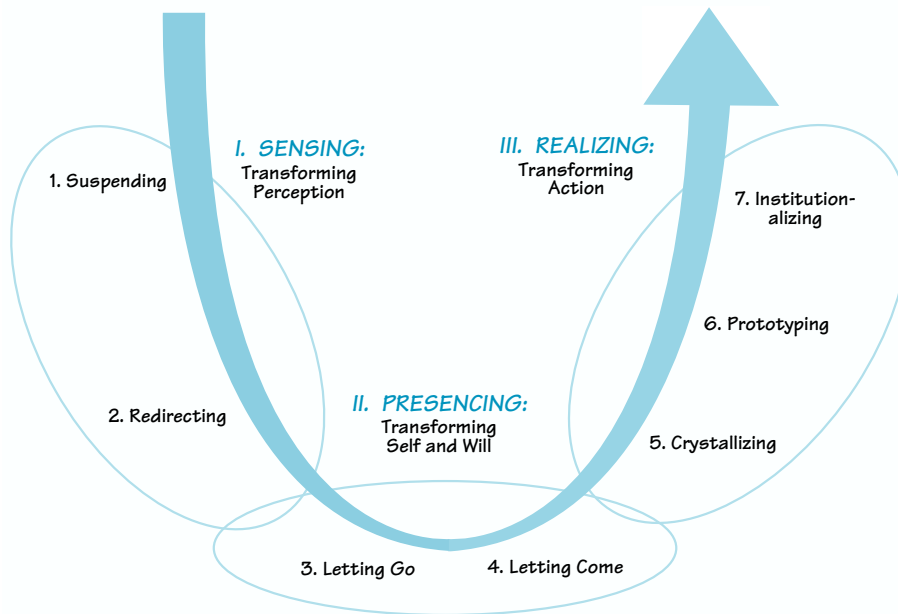 I. SENSING:
Transforming
Perception
1. Suspending
2. Redirecting
II. PRESENCING:
Transforming
Self and Will
3. Letting Go
4. Letting Come
III. REALIZING:
Transforming
Action
5. Crystallizing
6. Prototyping
7. Institution-
alizing